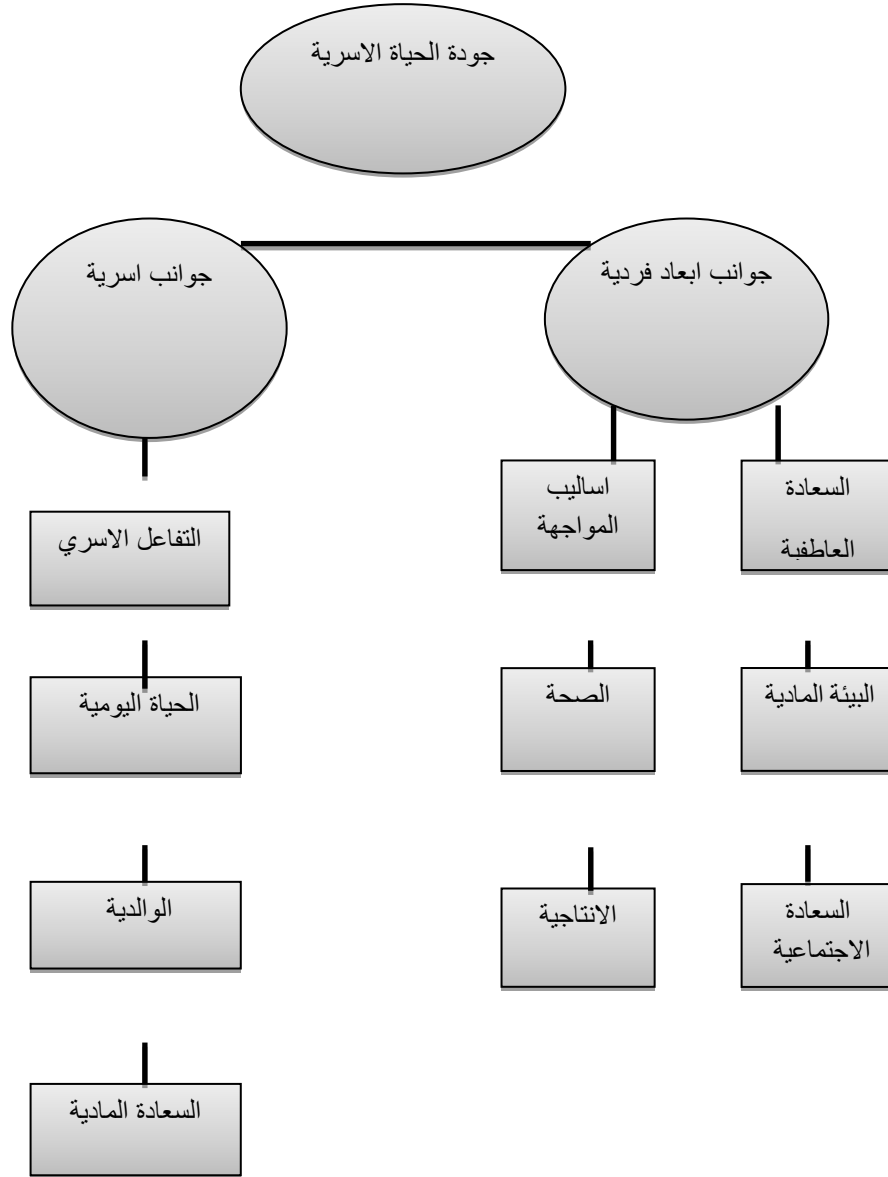 جودة الحياة الاسرية
جوانب ابعاد فردية
جوانب اسرية
السعادة
العاطفية
اساليب
المواجهة
التفاعل الاسري
البيئة المادية
الصحة
الحياة اليومية
السعادة
الاجتماعية
الانتاجية
الوالدية
السعادة المادية